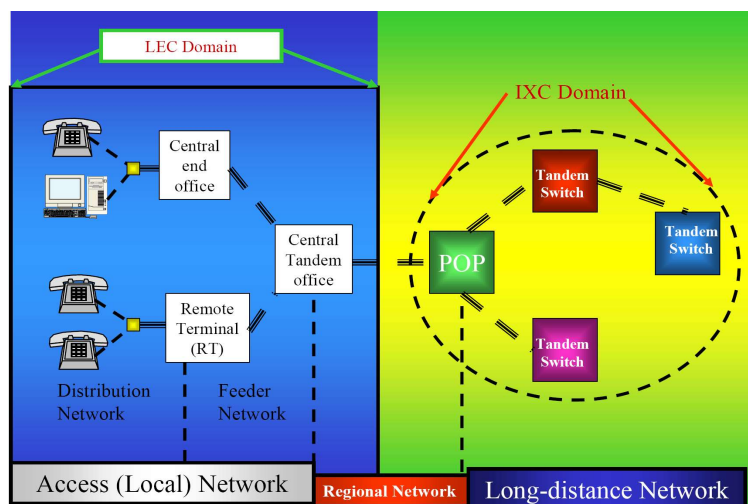 LEC Domain
IXC Domain
Central
end
office
Tandem
Switch
Tandem
Switch
Central
Tandem
office
POP
Remote
Terminal
(RT)
Tandem
Switch
Distribution
Network
Feeder
Network
Access (Local) Network
Regional Network
Long-distance Network